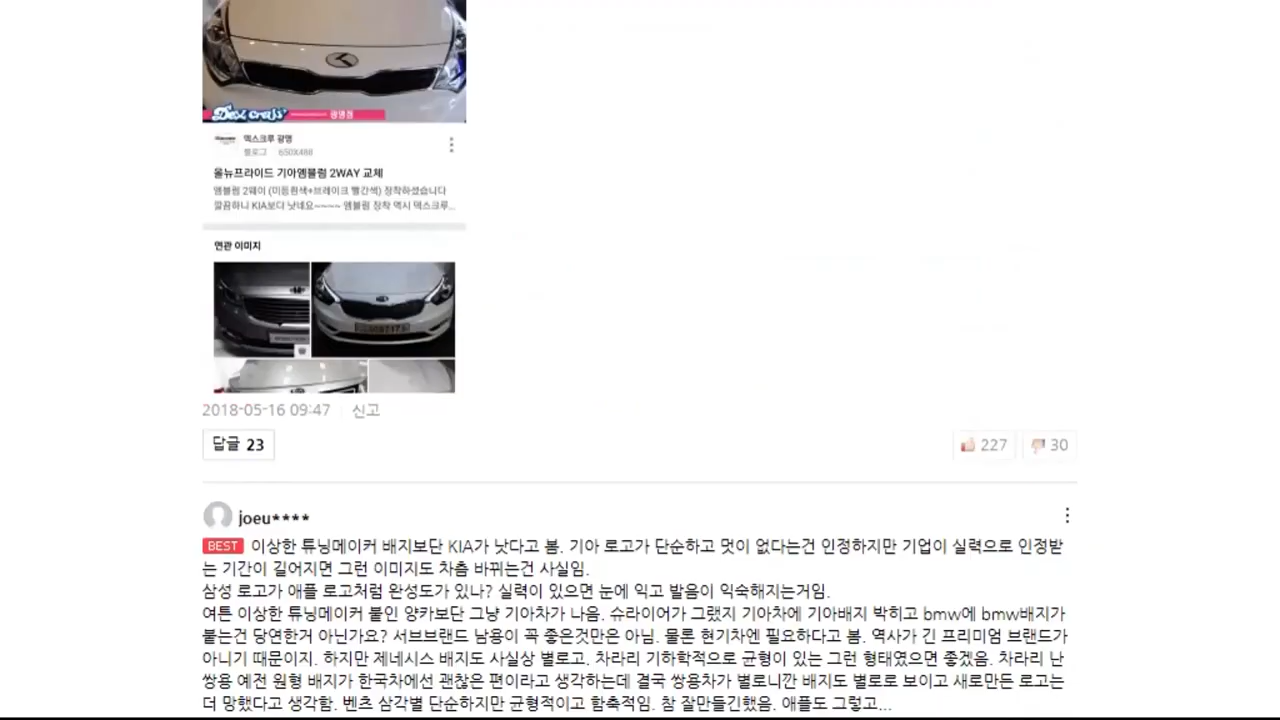 광명점
덱스크루 광명
블로그 650X488
올뉴프라이드 기아엠블럼 2WAY 교체
엠블럼 2웨이 (미등흰색+브레이크 빨간색) 장착하셨습니다
깔끔하니 KIA보다 낫네요~~~~ 엠블럼 장착 역시 덱스크루...
연관 이미지
2018-05-16 09:47 신고
답글 23
227 30
joeu****
BEST 이상한 튜닝메이커 배지보단 KIA가 낫다고 봄. 기아 로고가 단순하고 멋이 없다는건 인정하지만 기업이 실력으로 인정받
는 기간이 길어지면 그런 이미지도 차츰 바뀌는건 사실임.
삼성 로고가 애플 로고처럼 완성도가 있나? 실력이 있으면 눈에 익고 발음이 익숙해지는거임.
여튼 이상한 튜닝메이커 붙인 양카보단 그냥 기아차가 나음. 슈라이어가 그랬지 기아차에 기아배지 박히고 bmw에 bmw배지가
붙는건 당연한거 아닌가요? 서브브랜드 남용이 꼭 좋은것만은 아님. 물론 현기차엔 필요하다고 봄. 역사가 긴 프리미엄 브랜드가
아니기 때문이지. 하지만 제네시스 배지도 사실상 별로고. 차라리 기하학적으로 균형이 있는 그런 형태였으면 좋겠음. 차라리 난
쌍용 예전 원형 배지가 한국차에선 괜찮은 편이라고 생각하는데 결국 쌍용차가 별로니깐 배지도 별로로 보이고 새로만든 로고는
더 망했다고 생각함. 벤츠 삼각별 단순하지만 균형적이고 함축적임. 참 잘만들긴했음. 애플도 그렇고...